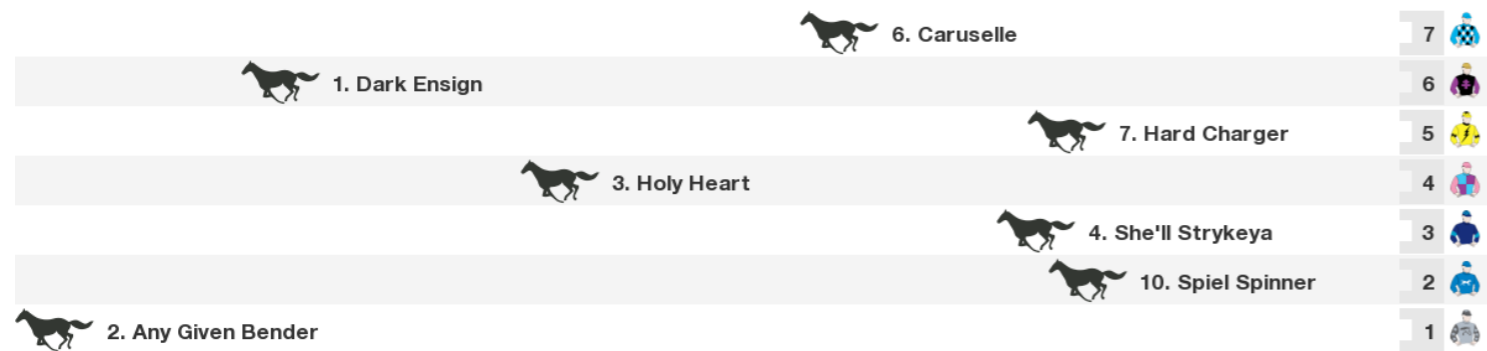 6. Caruselle 7
1. Dark Ensign 6
7. Hard Charger 5
3. Holy Heart 4
4. She'll Strykeya 3
10. Spiel Spinner 2
2. Any Given Bender 1